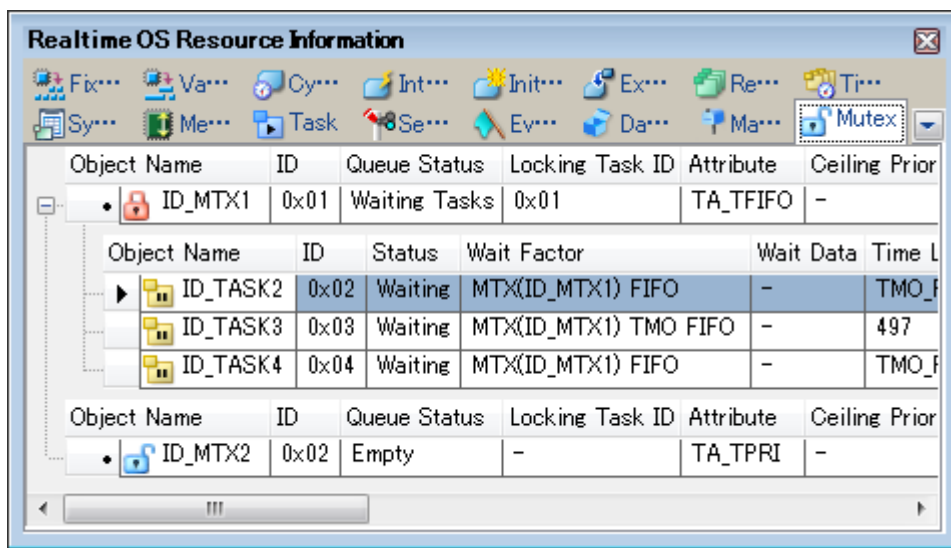 Realtime OS Resource Information
Fix··· Va··· Cy··· Int··· Init··· Ex··· Re··· Ti···
Sy··· Me··· Task Se··· Ev··· Da··· Ma··· Mutex
Object Name ID Queue Status Locking Task ID Attribute Ceiling Prior
ID_MTX1 0x01 Waiting Tasks 0x01 TA_TFIFO -
Object Name ID Status Wait Factor Wait Data Time L
ID_TASK2 0x02 Waiting MTX(ID_MTX1) FIFO - TMO_F
ID_TASK3 0x03 Waiting MTX(ID_MTX1) TMO FIFO - 497
ID_TASK4 0x04 Waiting MTX(ID_MTX1) FIFO - TMO_F
Object Name ID Queue Status Locking Task ID Attribute Ceiling Prior
ID_MTX2 0x02 Empty - TA_TPRI -